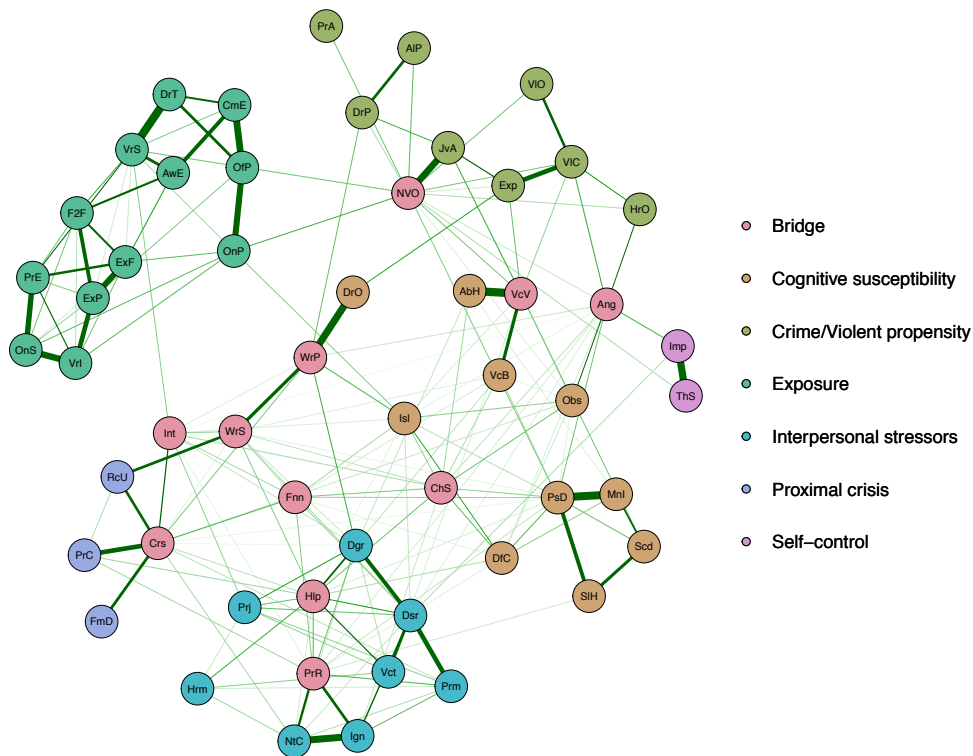 PrA
AlP
VlO
DrT
CmE
DrP
JvA
VrS
VlC
OfP
AwE
Exp
NVO
F2F
HrO
Bridge
OnP
ExF
PrE
Cognitive susceptibility
DrO
AbH
VcV
ExP
Ang
Crime/Violent propensity
OnS
VrI
WrP
Imp
VcB
Exposure
ThS
Obs
Isl
Int
WrS
Interpersonal stressors
RcU
Fnn
ChS
PsD
MnI
Proximal crisis
Crs
Dgr
PrC
DfC
Scd
Self−control
Hlp
SlH
Prj
Dsr
FmD
PrR
Vct
Hrm
Prm
NtC
Ign